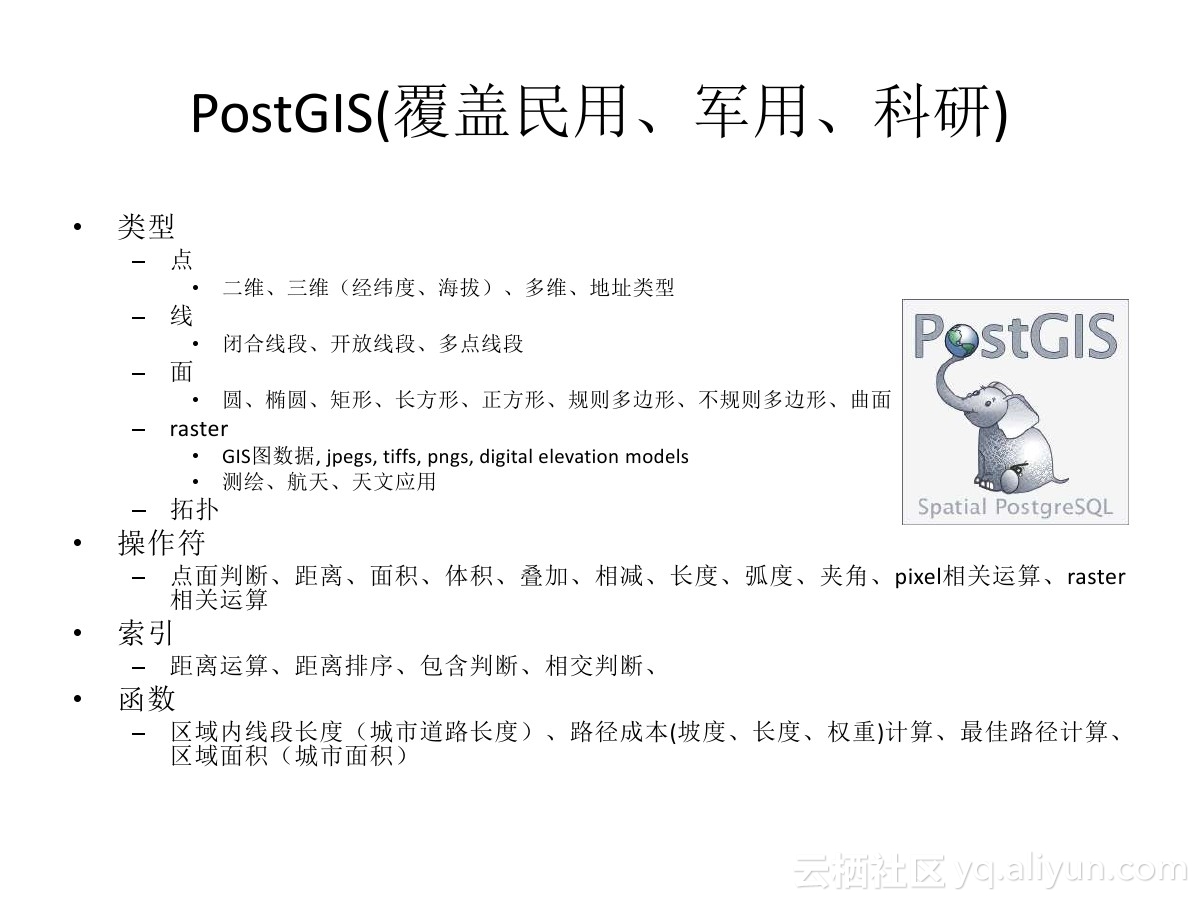 PostGIS(覆盖民用、军用、科研)
• 类型
– 点
• 二维、三维（经纬度、海拔）、多维、地址类型
– 线
• 闭合线段、开放线段、多点线段
– 面
• 圆、椭圆、矩形、长方形、正方形、规则多边形、不规则多边形、曲面
– raster
• GIS图数据, jpegs, tiffs, pngs, digital elevation models
• 测绘、航天、天文应用
– 拓扑
PostGIS
Spatial PostgreSQL
• 操作符
– 点面判断、距离、面积、体积、叠加、相减、长度、弧度、夹角、pixel相关运算、raster
相关运算
• 索引
– 距离运算、距离排序、包含判断、相交判断、
• 函数
– 区域内线段长度（城市道路长度）、路径成本(坡度、长度、权重)计算、最佳路径计算、
区域面积（城市面积）
云栖社区 yq.aliyun.com